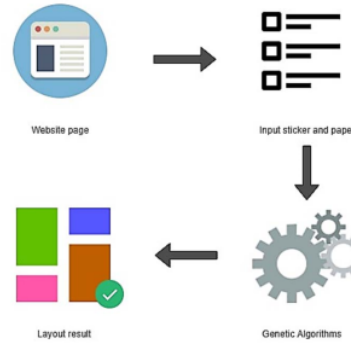 Website page
Input sticker and pape
Layout result
Genetic Algorithms